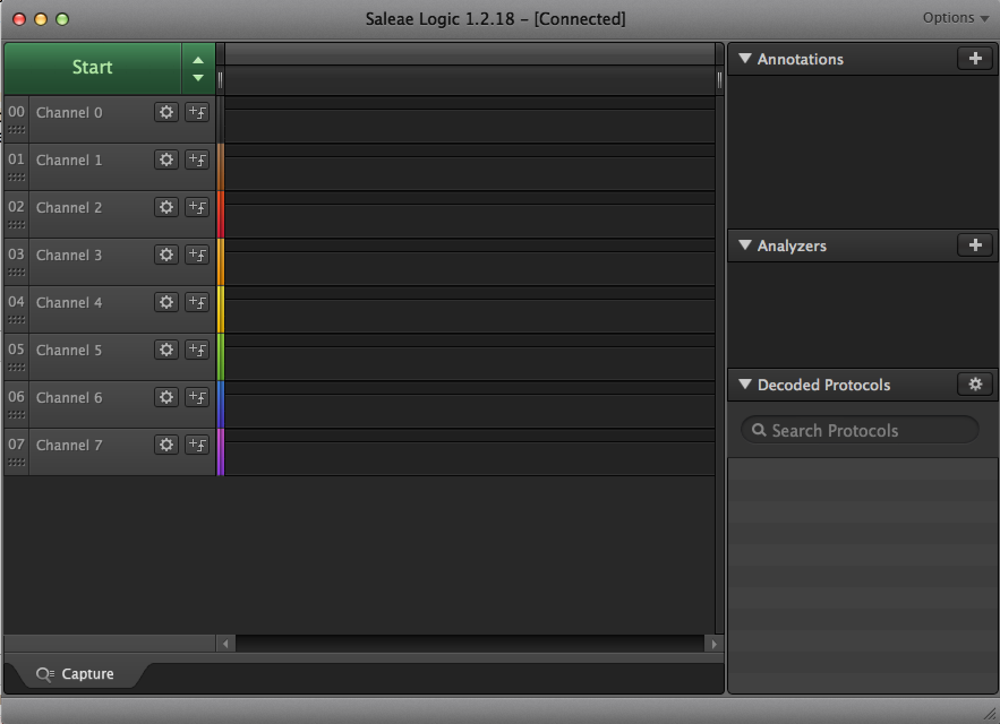 Saleae Logic 1.2.18 – [Connected]
Options
Start
00 Channel 0
01 Channel 1
02 Channel 2
03 Channel 3
04 Channel 4
05 Channel 5
06 Channel 6
07 Channel 7
Capture
Annotations
Analyzers
Decoded Protocols
Search Protocols